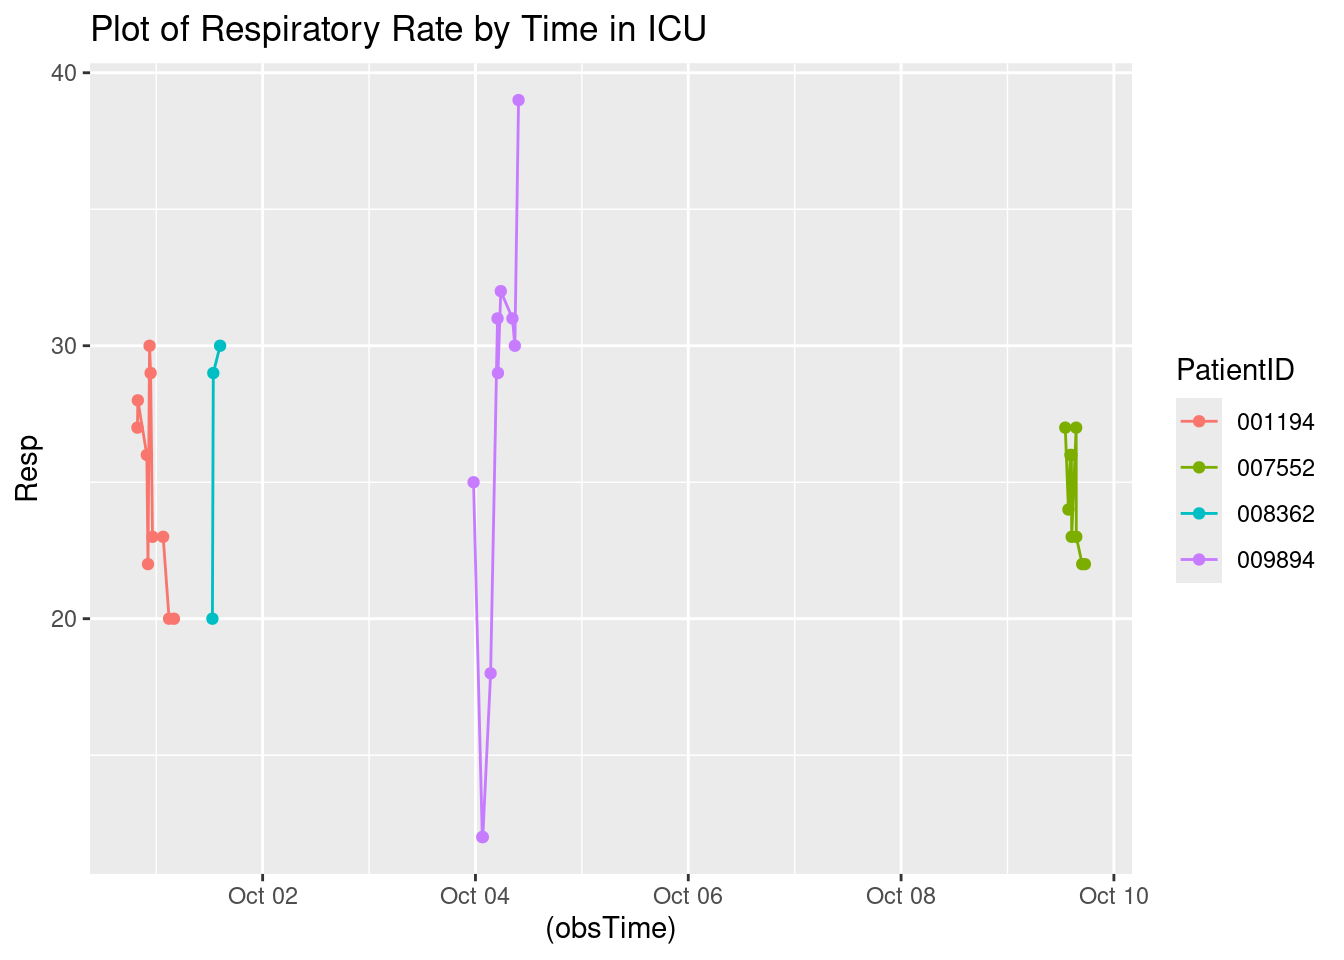 Plot of Respiratory Rate by Time in ICU
40
30
20
Resp
Oct 02
Oct 04
Oct 06
Oct 08
Oct 10
(obsTime)
PatientID
001194
007552
008362
009894